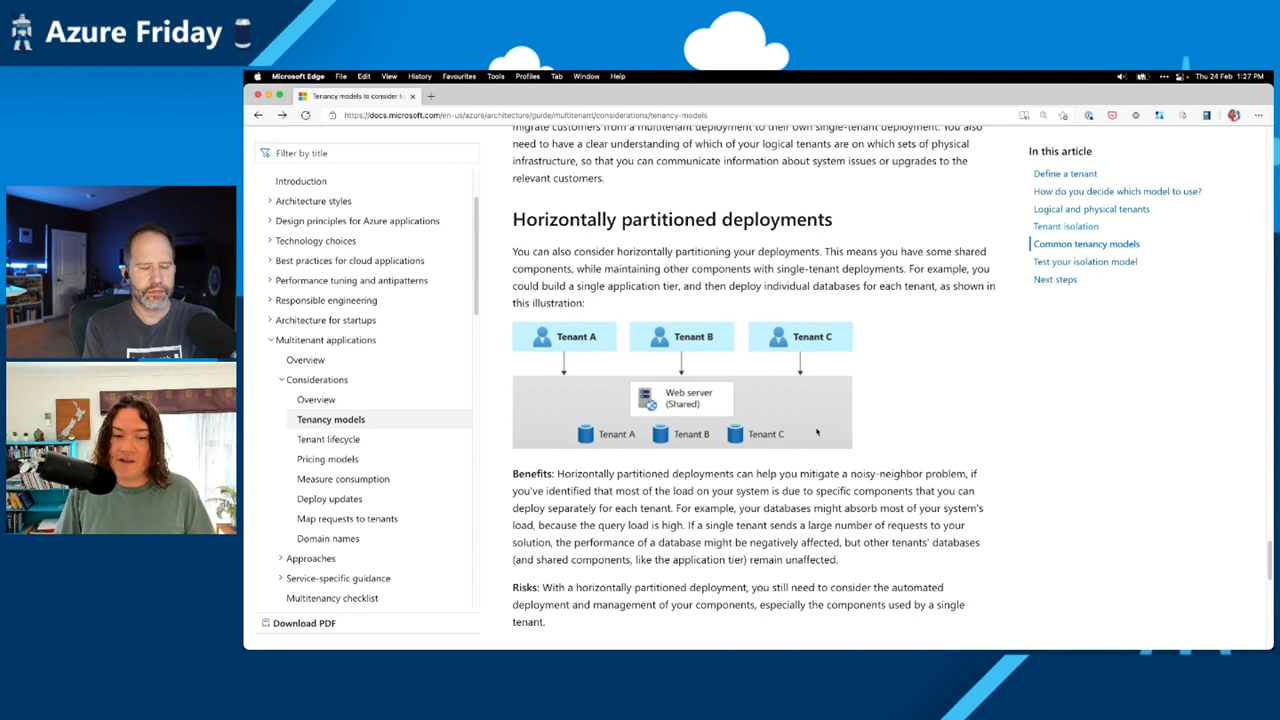 Azure Friday
Microsoft Edge File Edit View History Favourites Tools Profiles Tab Window Help
Thu 24 Feb 1:27 PM
Tenancy models to consider
https://docs.microsoft.com/en-us/azure/architecture/guide/multitenant/considerations/tenancy-models
Filter by title
Introduction
Architecture styles
Design principles for Azure applications
Technology choices
Best practices for cloud applications
Performance tuning and antipatterns
Responsible engineering
Architecture for startups
Multitenant applications
Overview
Considerations
Overview
Tenancy models
Tenant lifecycle
Pricing models
Measure consumption
Deploy updates
Map requests to tenants
Domain names
Approaches
Service-specific guidance
Multitenancy checklist
Download PDF
migrate customers from a multitenant deployment to their own single-tenant deployment. You also
need to have a clear understanding of which of your logical tenants are on which sets of physical
infrastructure, so that you can communicate information about system issues or upgrades to the
relevant customers.
Horizontally partitioned deployments
You can also consider horizontally partitioning your deployments. This means you have some shared
components, while maintaining other components with single-tenant deployments. For example, you
could build a single application tier, and then deploy individual databases for each tenant, as shown in
this illustration:
Tenant A Tenant B Tenant C
Web server
(Shared)
Tenant A Tenant B Tenant C
Benefits: Horizontally partitioned deployments can help you mitigate a noisy-neighbor problem, if
you've identified that most of the load on your system is due to specific components that you can
deploy separately for each tenant. For example, your databases might absorb most of your system's
load, because the query load is high. If a single tenant sends a large number of requests to your
solution, the performance of a database might be negatively affected, but other tenants' databases
(and shared components, like the application tier) remain unaffected.
Risks: With a horizontally partitioned deployment, you still need to consider the automated
deployment and management of your components, especially the components used by a single
tenant.
In this article
Define a tenant
How do you decide which model to use?
Logical and physical tenants
Tenant isolation
Common tenancy models
Test your isolation model
Next steps